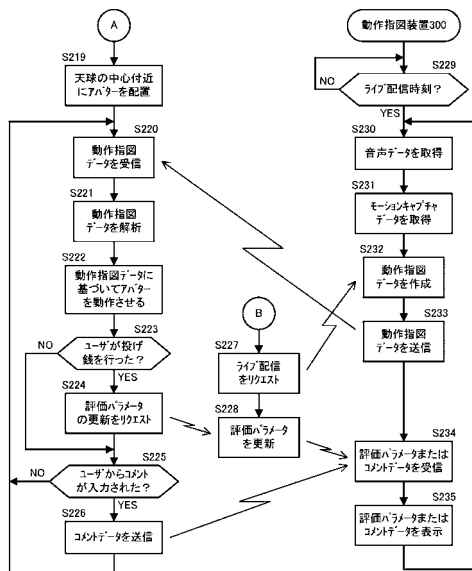 A
S219
天球の中心付近
にアバターを配置
S220
動作指図
データを受信
S221
動作指図
データを解析
S222
動作指図データに
基づいてアバター
を動作させる
S223
ユーザが投げ
銭を行った?
NO
YES
S224
評価パラメータ
の更新をリクエスト
S225
ユーザからコメント
が入力された?
NO
YES
S226
コメントデータを送信
B
S227
ライブ配信
をリクエスト
S228
評価パラメータ
を更新
動作指図装置300
S229
ライブ配信時刻?
NO
YES
S230
音声データを取得
S231
モーションキャプチャ
データを取得
S232
動作指図
データを作成
S233
動作指図
データを送信
S234
評価パラメータまたは
コメントデータを受信
S235
評価パラメータまたは
コメントデータを表示